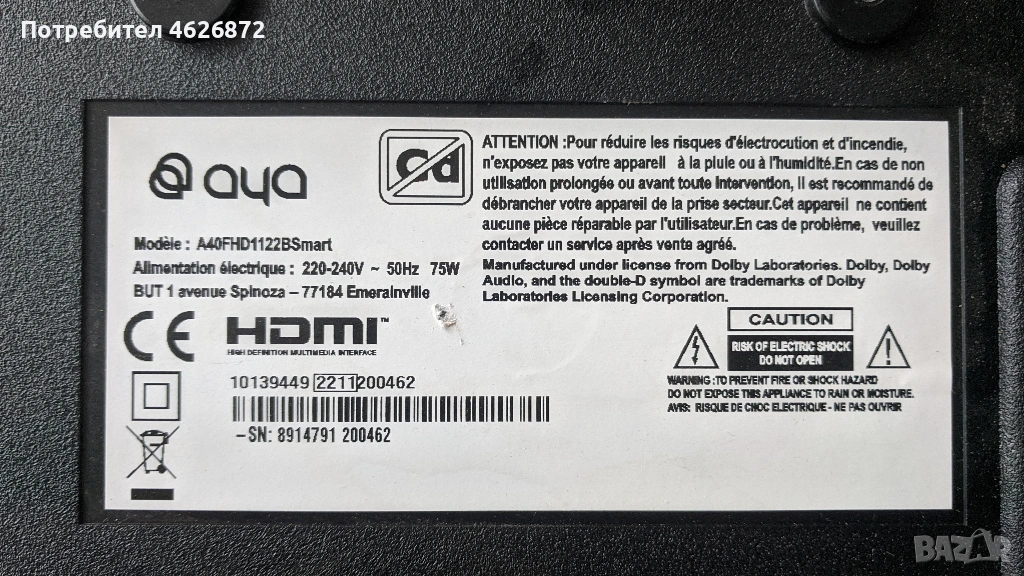 Потребител 4626872
aya
Cd
ATTENTION :Pour réduire les risques d'électrocution et d'incendie,
n'exposez pas votre appareil à la pluie ou à l'humidité.En cas de non
utilisation prolongée ou avant toute intervention, il est recommandé de
débrancher votre appareil de la prise secteur.Cet appareil ne contient
aucune pièce réparable par l'utilisateur.En cas de problème, veuillez
contacter un service après vente agréé.
Manufactured under license from Dolby Laboratories. Dolby, Dolby
Audio, and the double-D symbol are trademarks of Dolby
Laboratories Licensing Corporation.
Modèle : A40FHD1122BSmart
Alimentation électrique : 220-240V ~ 50Hz 75W
BUT 1 avenue Spinoza – 77184 Emerainville
CE HDMI™
HIGH DEFINITION MULTIMEDIA INTERFACE
10139449 2211200462
–SN: 8914791 200462
CAUTION
RISK OF ELECTRIC SHOCK
DO NOT OPEN
WARNING :TO PREVENT FIRE OR SHOCK HAZARD
DO NOT EXPOSE THIS APPLIANCE TO RAIN OR MOISTURE.
AVIS: RISQUE DE CHOC ELECTRIQUE - NE PAS OUVRIR
BAZAR